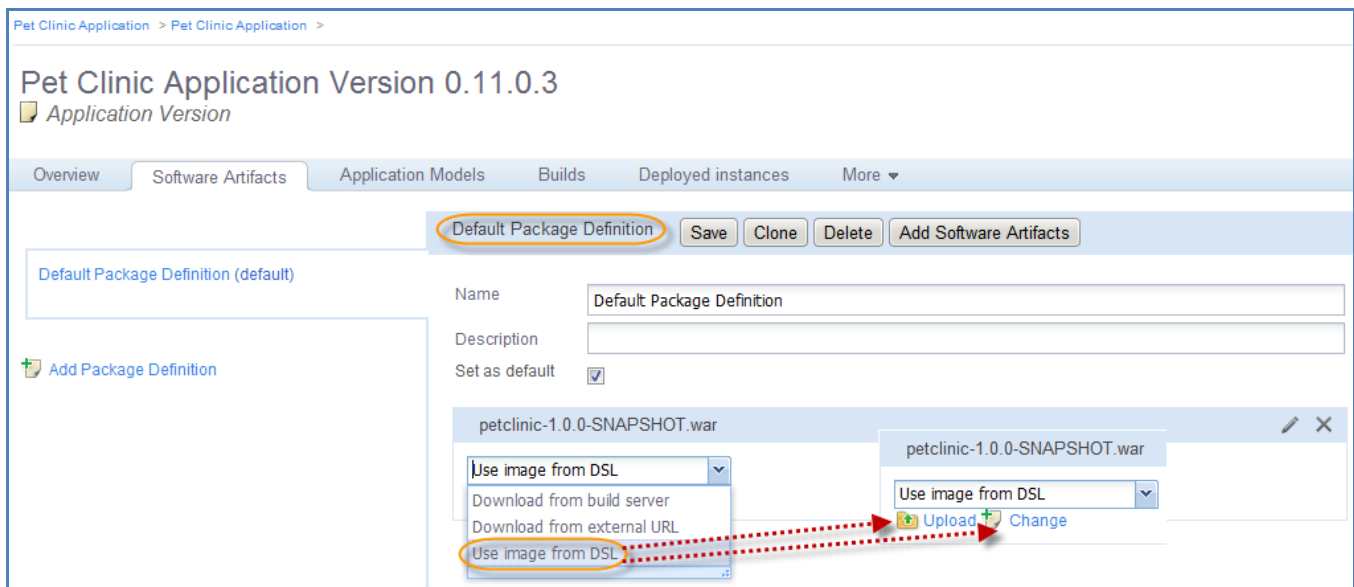 Pet Clinic Application > Pet Clinic Application >
Pet Clinic Application Version 0.11.0.3
Application Version
Overview Software Artifacts Application Models Builds Deployed instances More
Default Package Definition Save Clone Delete Add Software Artifacts
Default Package Definition (default)
Add Package Definition
Name Default Package Definition
Description
Set as default
petclinic-1.0.0-SNAPSHOT.war
Use image from DSL
Download from build server
Download from external URL
Use image from DSL
petclinic-1.0.0-SNAPSHOT.war
Use image from DSL
Upload Change